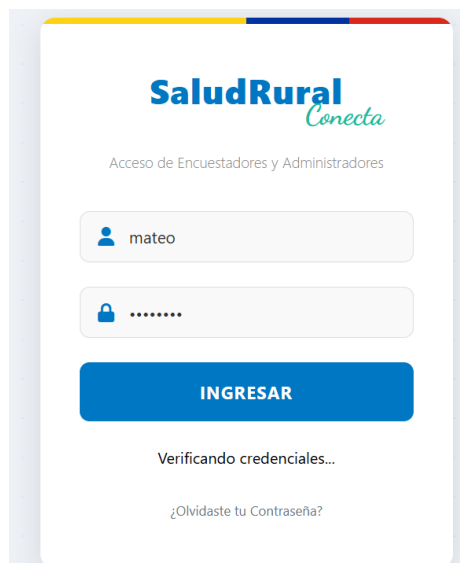 SaludRural
Conecta
Acceso de Encuestadores y Administradores
mateo
••••••••
INGRESAR
Verificando credenciales...
¿Olvidaste tu Contraseña?